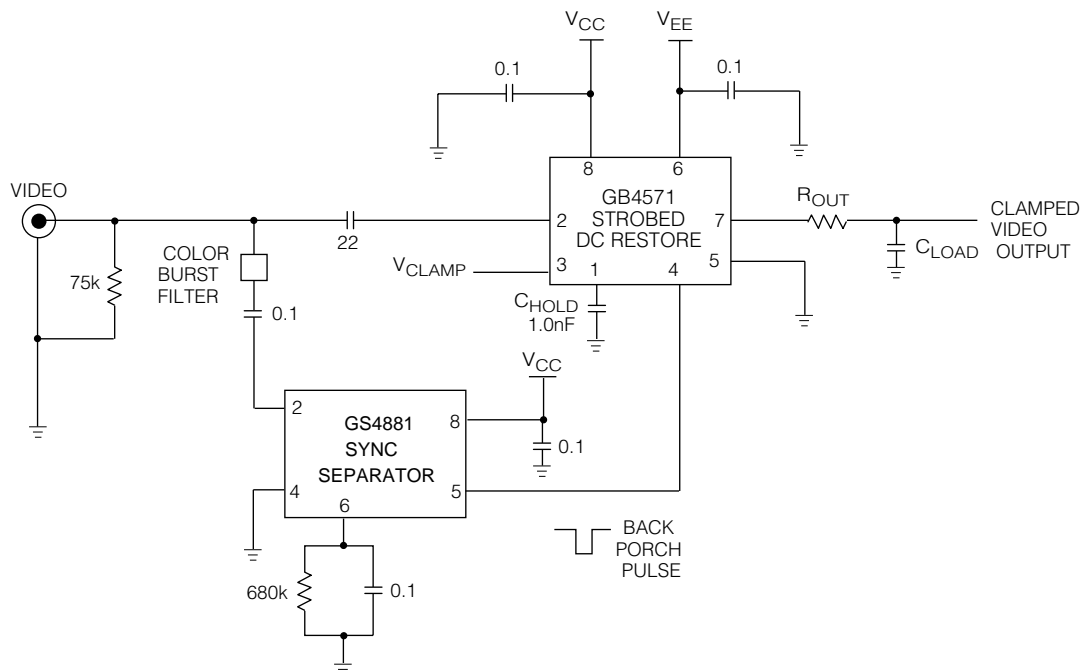 VCC
VEE
0.1
0.1
8
6
GB4571
STROBED
DC RESTORE
2
3
1
4
7
5
VIDEO
22
75k
COLOR
BURST
FILTER
0.1
VCLAMP
CHOLD
1.0nF
ROUT
CLOAD
CLAMPED
VIDEO
OUTPUT
VCC
0.1
2
8
GS4881
SYNC
SEPARATOR
4
5
6
BACK
PORCH
PULSE
680k
0.1